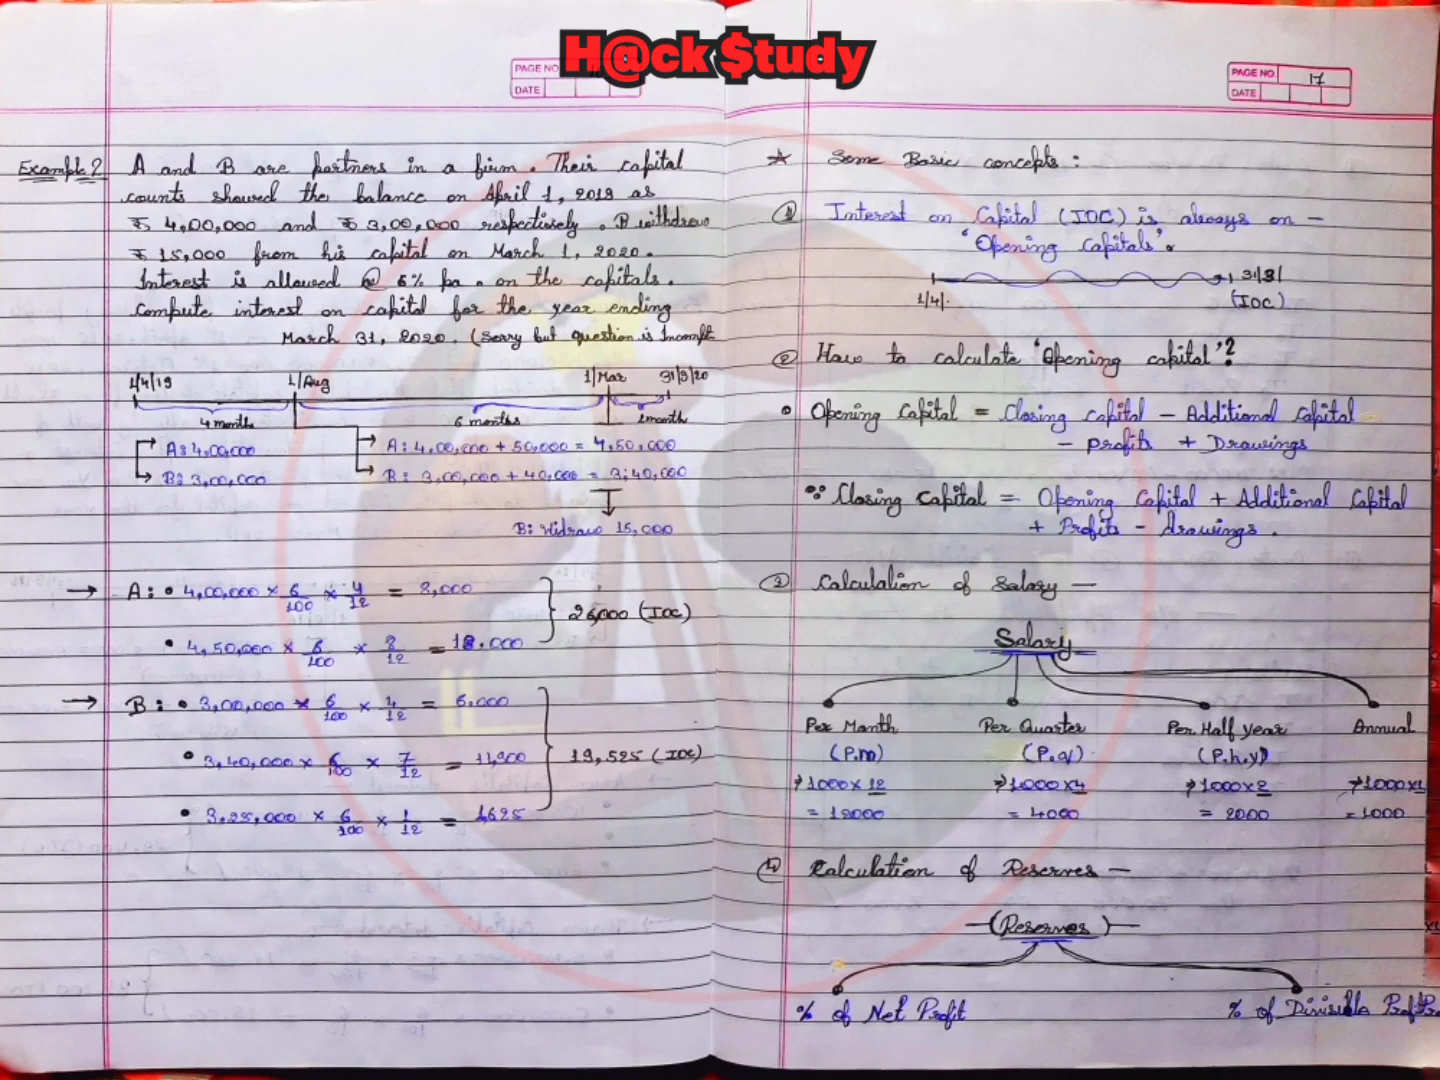 H@ck $tudy
PAGE NO.
DATE
PAGE NO. 17
DATE
Example 2 A and B are partners in a firm. Their capital
counts showed the balance on April 1, 2019 as
₹ 4,00,000 and ₹ 3,00,000 respectively. B withdrew
₹ 15,000 from his capital on March 1, 2020.
Interest is allowed @ 6% pa. on the capitals.
Compute interest on capital for the year ending
March 31, 2020. (Sorry but question is Incomplt
1/4/19 1/Aug 1/Mar 31/3/20
4 months 6 months 1month
A: 4,00,000
B: 3,00,000
A: 4,00,000 + 50,000 = 4,50,000
B: 3,00,000 + 40,000 = 3,40,000
B: Widraw 15,000
→ A: • 4,00,000 × 6/100 × 4/12 = 8,000
• 4,50,000 × 6/100 × 8/12 = 18,000
26,000 (IOC)
→ B: • 3,00,000 × 6/100 × 4/12 = 6,000
• 3,40,000 × 6/100 × 7/12 = 11,900
19,525 (IOC)
• 3,25,000 × 6/100 × 1/12 = 1625
☆ Some Basic concepts:
① Interest on Capital (IOC) is always on -
'Opening Capitals'.
1/4/. 31/3/
(IOC)
② How to calculate 'Opening capital'?
• Opening Capital = Closing capital - Additional Capital
- profits + Drawings
∵ Closing Capital = Opening Capital + Additional Capital
+ Profits - drawings.
③ Calculation of Salary —
Salary
Per Month Per Quarter Per Half year Annual
(P.m) (P.q) (P.h.y)
→ 1000 × 12 → 1000 × 4 → 1000 × 2 → 1000 × 1
= 12000 = 4000 = 2000 = 1000
④ Calculation of Reserves —
—(Reserves)—
% of Net Profit % of Divisible Profit